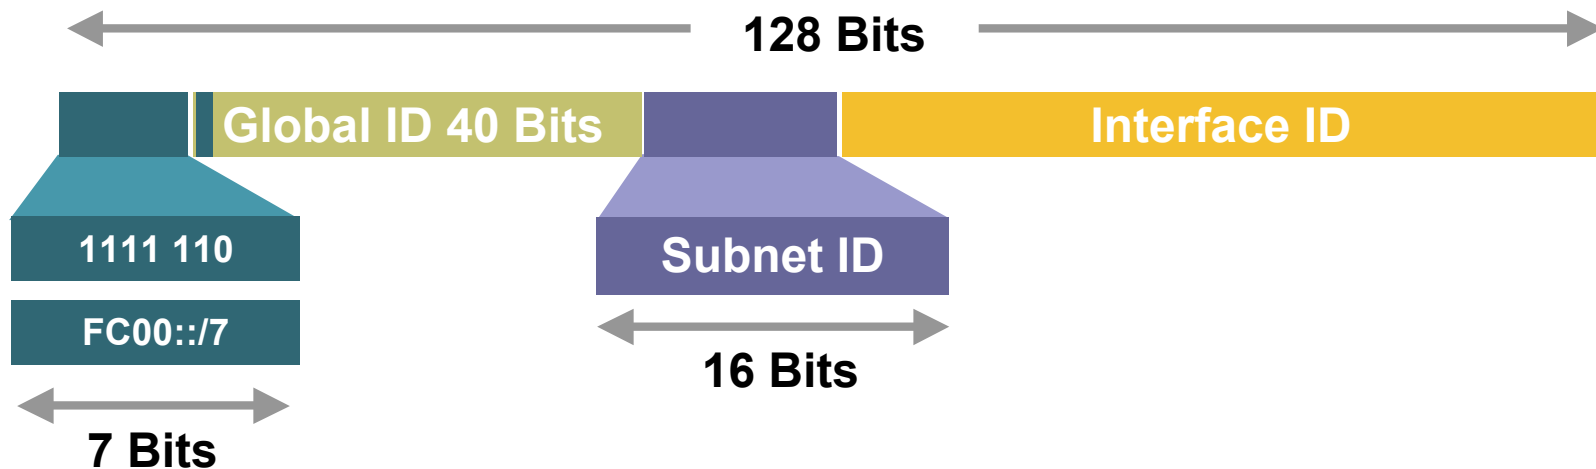 128 Bits
Global ID 40 Bits
Interface ID
1111 110
Subnet ID
FC00::/7
16 Bits
7 Bits